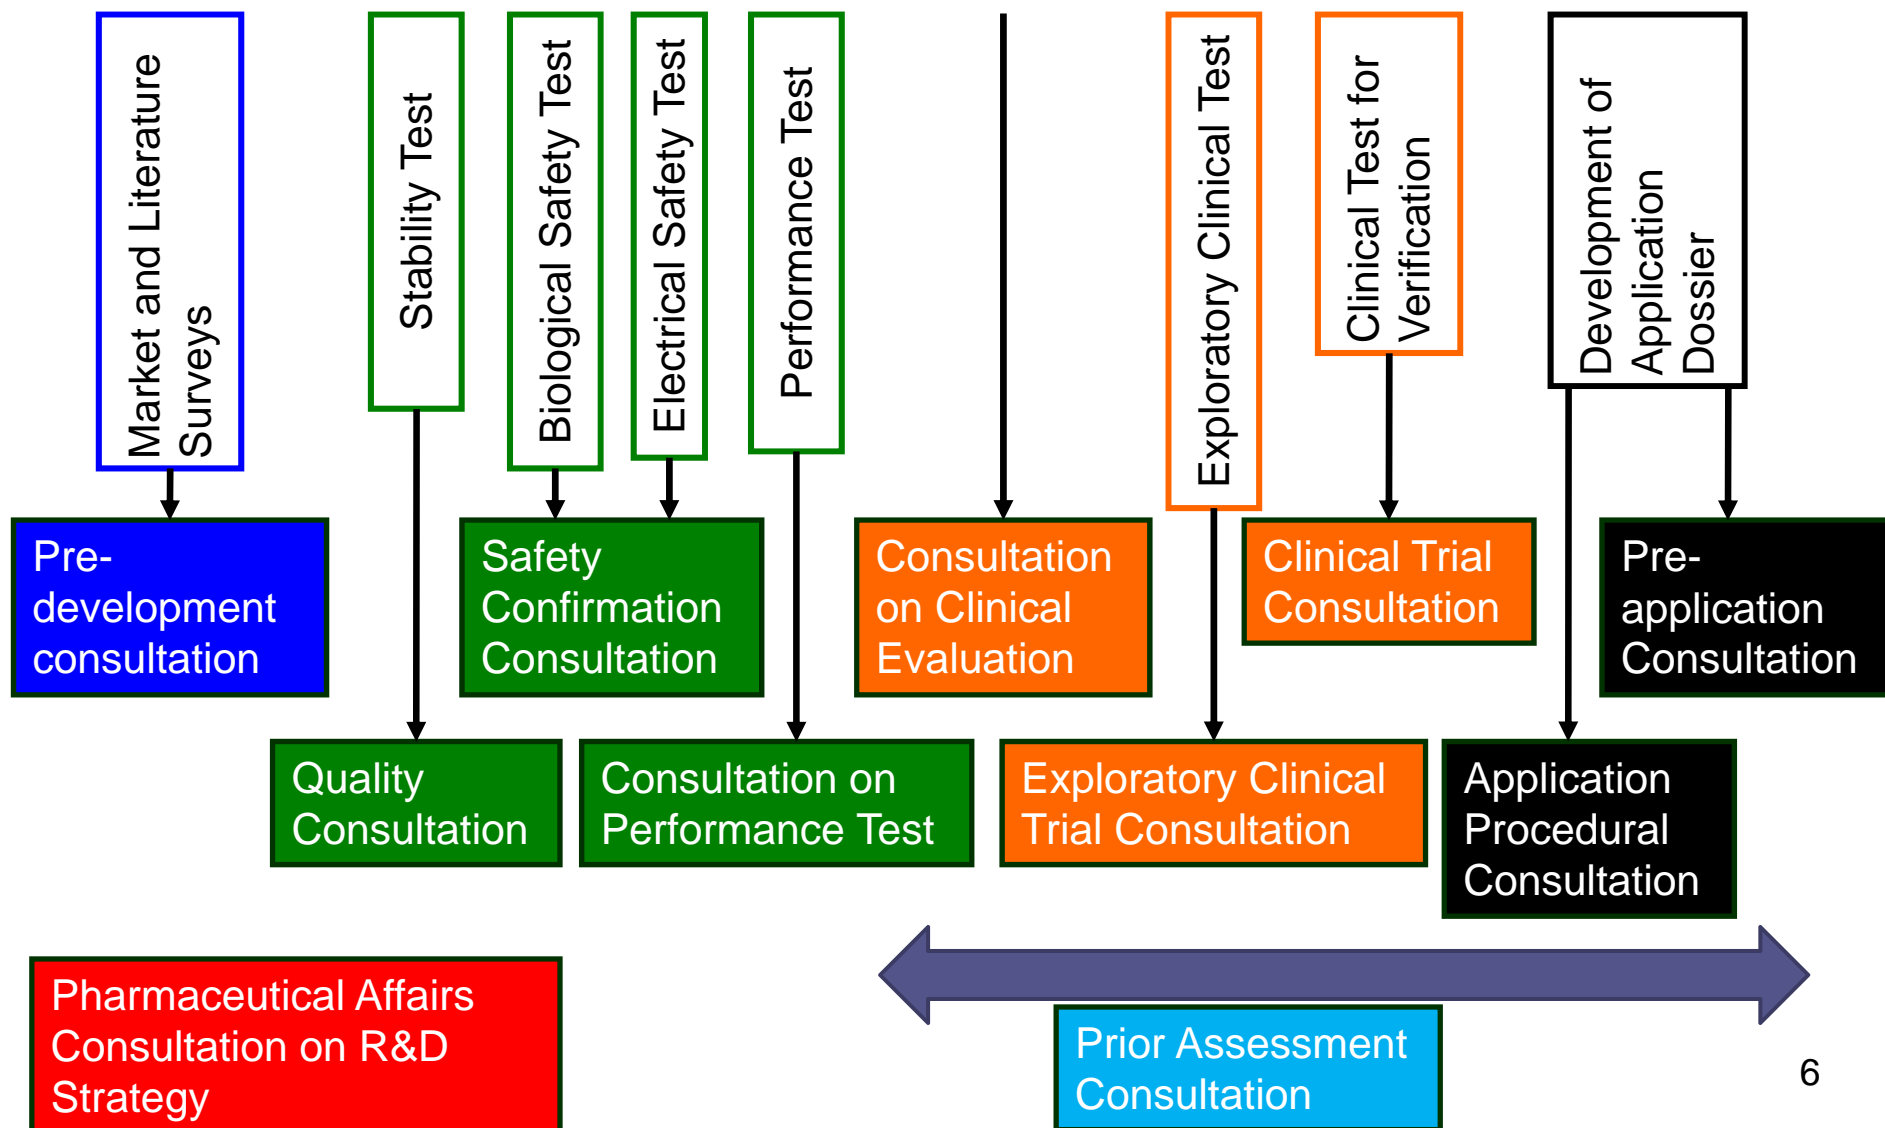 Market and Literature
Surveys
Stability Test
Biological Safety Test
Electrical Safety Test
Performance Test
Exploratory Clinical Test
Clinical Test for
Verification
Development of
Application
Dossier
Pre-
development
consultation
Safety
Confirmation
Consultation
Consultation
on Clinical
Evaluation
Clinical Trial
Consultation
Pre-
application
Consultation
Quality
Consultation
Consultation on
Performance Test
Exploratory Clinical
Trial Consultation
Application
Procedural
Consultation
Pharmaceutical Affairs
Consultation on R&D
Strategy
Prior Assessment
Consultation
6